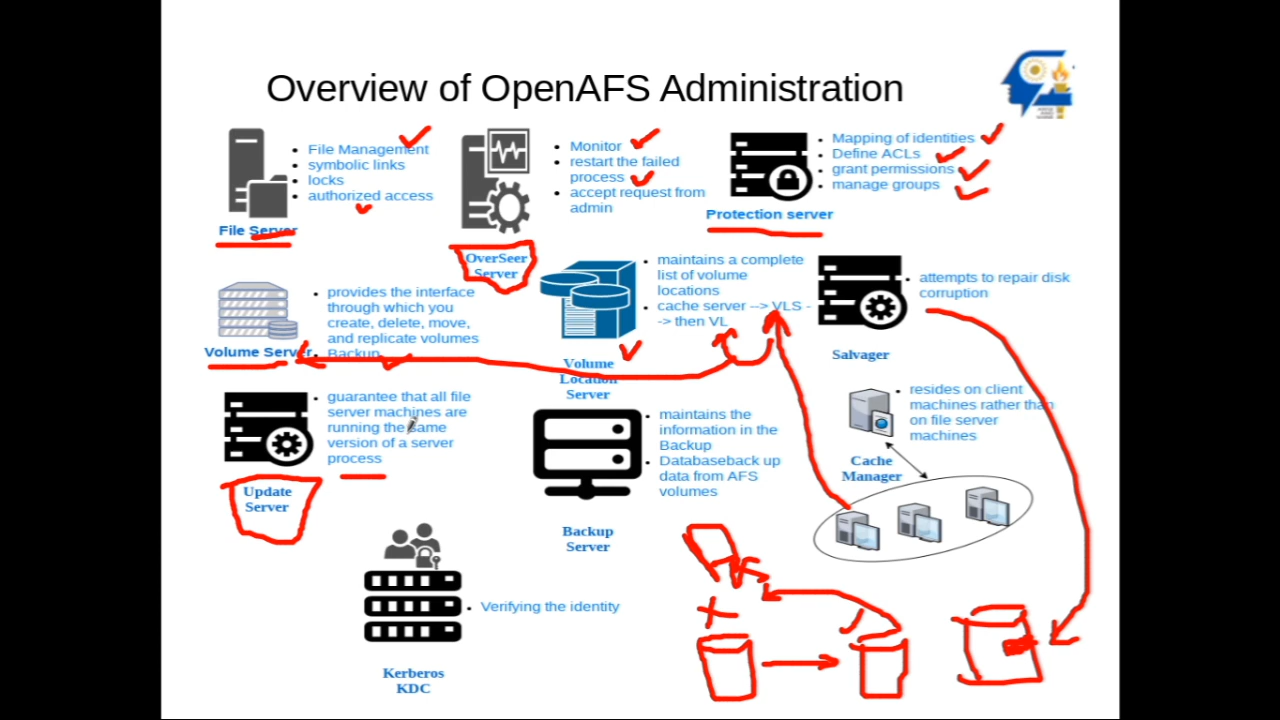 Overview of OpenAFS Administration
File Management
symbolic links
locks
authorized access
File Server
Monitor
restart the failed
process
accept request from
admin
OverSeer
Server
Mapping of identities
Define ACLs
grant permissions
manage groups
Protection server
provides the interface
through which you
create, delete, move,
and replicate volumes
Backup
Volume Server
maintains a complete
list of volume
locations
cache server --> VLS -
-> then VL
Volume
Location
Server
attempts to repair disk
corruption
Salvager
guarantee that all file
server machines are
running the same
version of a server
process
Update
Server
maintains the
information in the
Backup
Databaseback up
data from AFS
volumes
Backup
Server
resides on client
machines rather than
on file server
machines
Cache
Manager
Verifying the identity
Kerberos
KDC